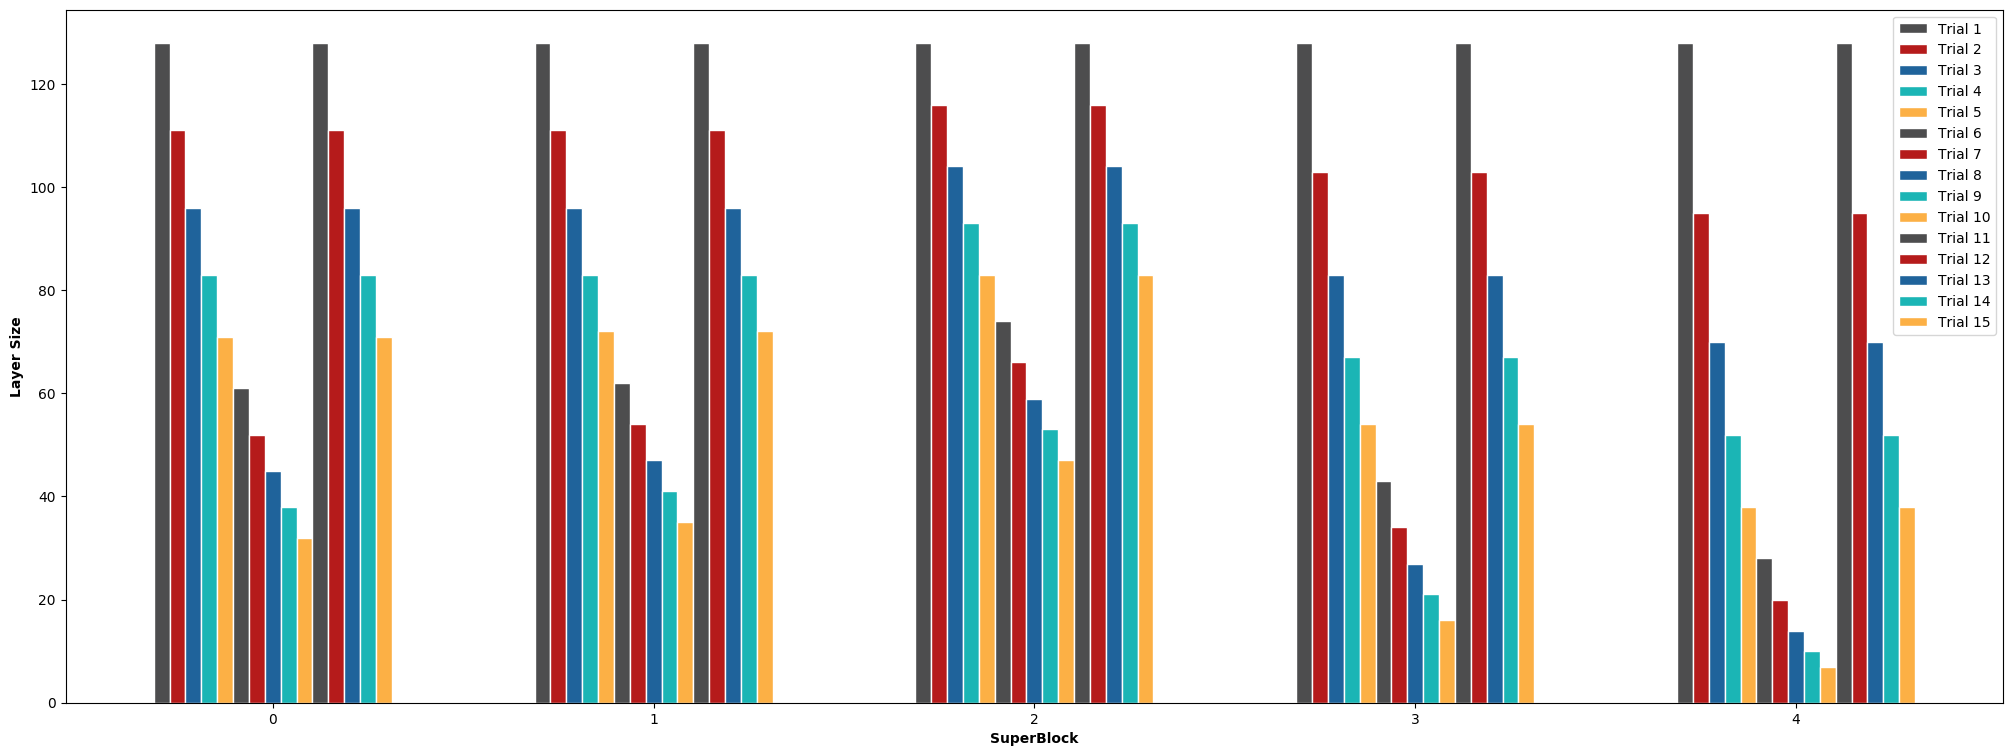 Trial 1
Trial 2
Trial 3
Trial 4
Trial 5
Trial 6
Trial 7
Trial 8
Trial 9
Trial 10
Trial 11
Trial 12
Trial 13
Trial 14
Trial 15
120
100
80
60
40
20
0
Layer Size
0 1 2 3 4
SuperBlock